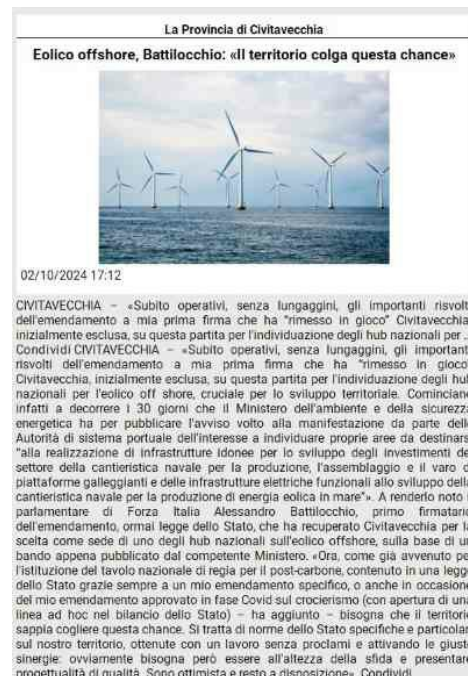 La Provincia di Civitavecchia
Eolico offshore, Battilocchio: «Il territorio colga questa chance»
02/10/2024 17:12
CIVITAVECCHIA – «Subito operativi, senza lungaggini, gli importanti risvolti
dell'emendamento a mia prima firma che ha "rimesso in gioco" Civitavecchia,
inizialmente esclusa, su questa partita per l'individuazione degli hub nazionali per ..
Condividi CIVITAVECCHIA – «Subito operativi, senza lungaggini, gli importanti
risvolti dell'emendamento a mia prima firma che ha "rimesso in gioco"
Civitavecchia, inizialmente esclusa, su questa partita per l'individuazione degli hub
nazionali per l'eolico off shore, cruciale per lo sviluppo territoriale. Cominciano
infatti a decorrere i 30 giorni che il Ministero dell'ambiente e della sicurezza
energetica ha per pubblicare l'avviso volto alla manifestazione da parte delle
Autorità di sistema portuale dell'interesse a individuare proprie aree da destinare
"alla realizzazione di infrastrutture idonee per lo sviluppo degli investimenti del
settore della cantieristica navale per la produzione, l'assemblaggio e il varo di
piattaforme galleggianti e delle infrastrutture elettriche funzionali allo sviluppo della
cantieristica navale per la produzione di energia eolica in mare"». A renderlo noto il
parlamentare di Forza Italia Alessandro Battilocchio, primo firmatario
dell'emendamento, ormai legge dello Stato, che ha recuperato Civitavecchia per la
scelta come sede di uno degli hub nazionali sull'eolico offshore, sulla base di un
bando appena pubblicato dal competente Ministero. «Ora, come già avvenuto per
l'istituzione del tavolo nazionale di regia per il post-carbone, contenuto in una legge
dello Stato grazie sempre a un mio emendamento specifico, o anche in occasione
del mio emendamento approvato in fase Covid sul crocierismo (con apertura di una
linea ad hoc nel bilancio dello Stato) – ha aggiunto – bisogna che il territorio
sappia cogliere questa chance. Si tratta di norme dello Stato specifiche e particolari
sul nostro territorio, ottenute con un lavoro senza proclami e attivando le giuste
sinergie: ovviamente bisogna però essere all'altezza della sfida e presentare
progettualità di qualità. Sono ottimista e resto a disposizione». Condividi